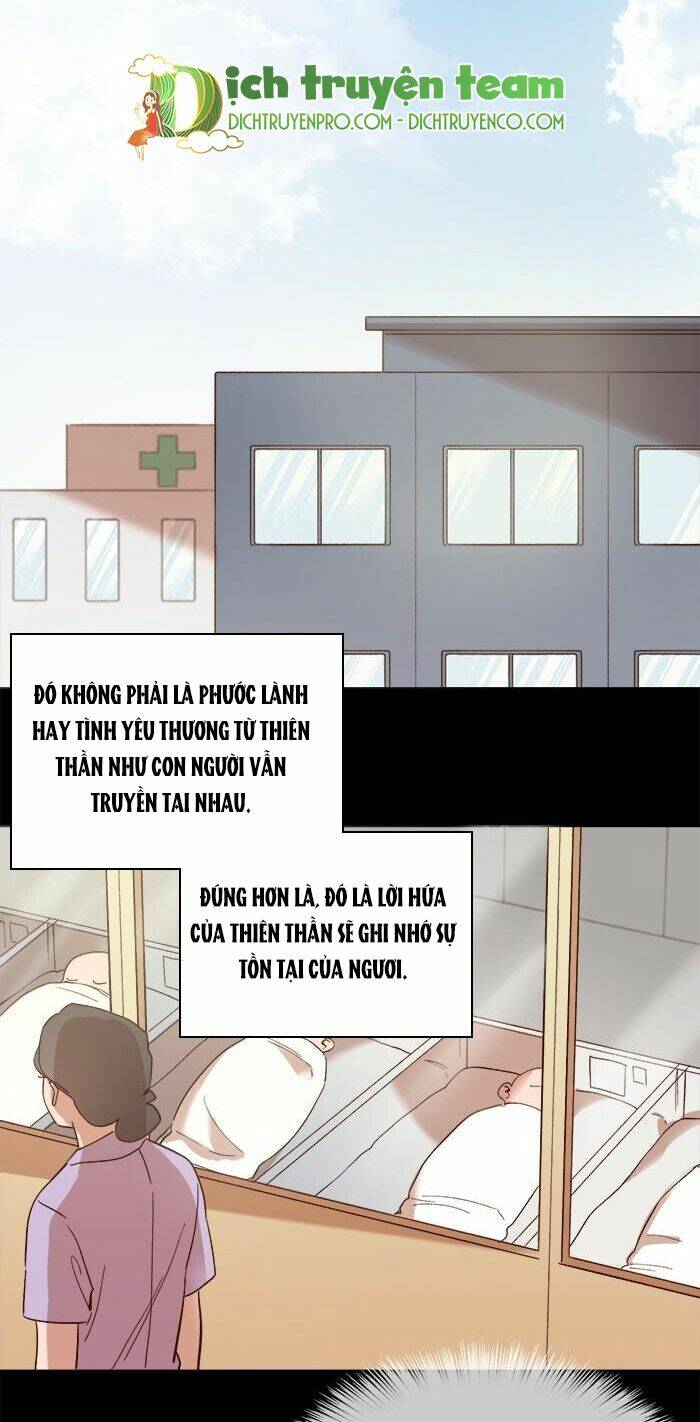 Dịch truyện team
DICHTRUYENPRO.COM - DICHTRUYENCO.COM
ĐÓ KHÔNG PHẢI LÀ PHƯỚC LÀNH
HAY TÌNH YÊU THƯƠNG TỪ THIÊN
THẦN NHƯ CON NGƯỜI VẪN
TRUYỀN TAI NHAU.
ĐÚNG HƠN LÀ, ĐÓ LÀ LỜI HỨA
CỦA THIÊN THẦN SẼ GHI NHỚ SỰ
TỒN TẠI CỦA NGƯƠI.